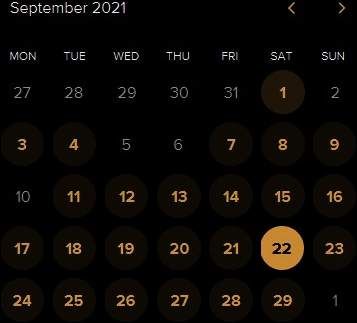 September 2021 < >
MON TUE WED THU FRI SAT SUN
27 28 29 30 31 1 2
3 4 5 6 7 8 9
10 11 12 13 14 15 16
17 18 19 20 21 22 23
24 25 26 27 28 29 1